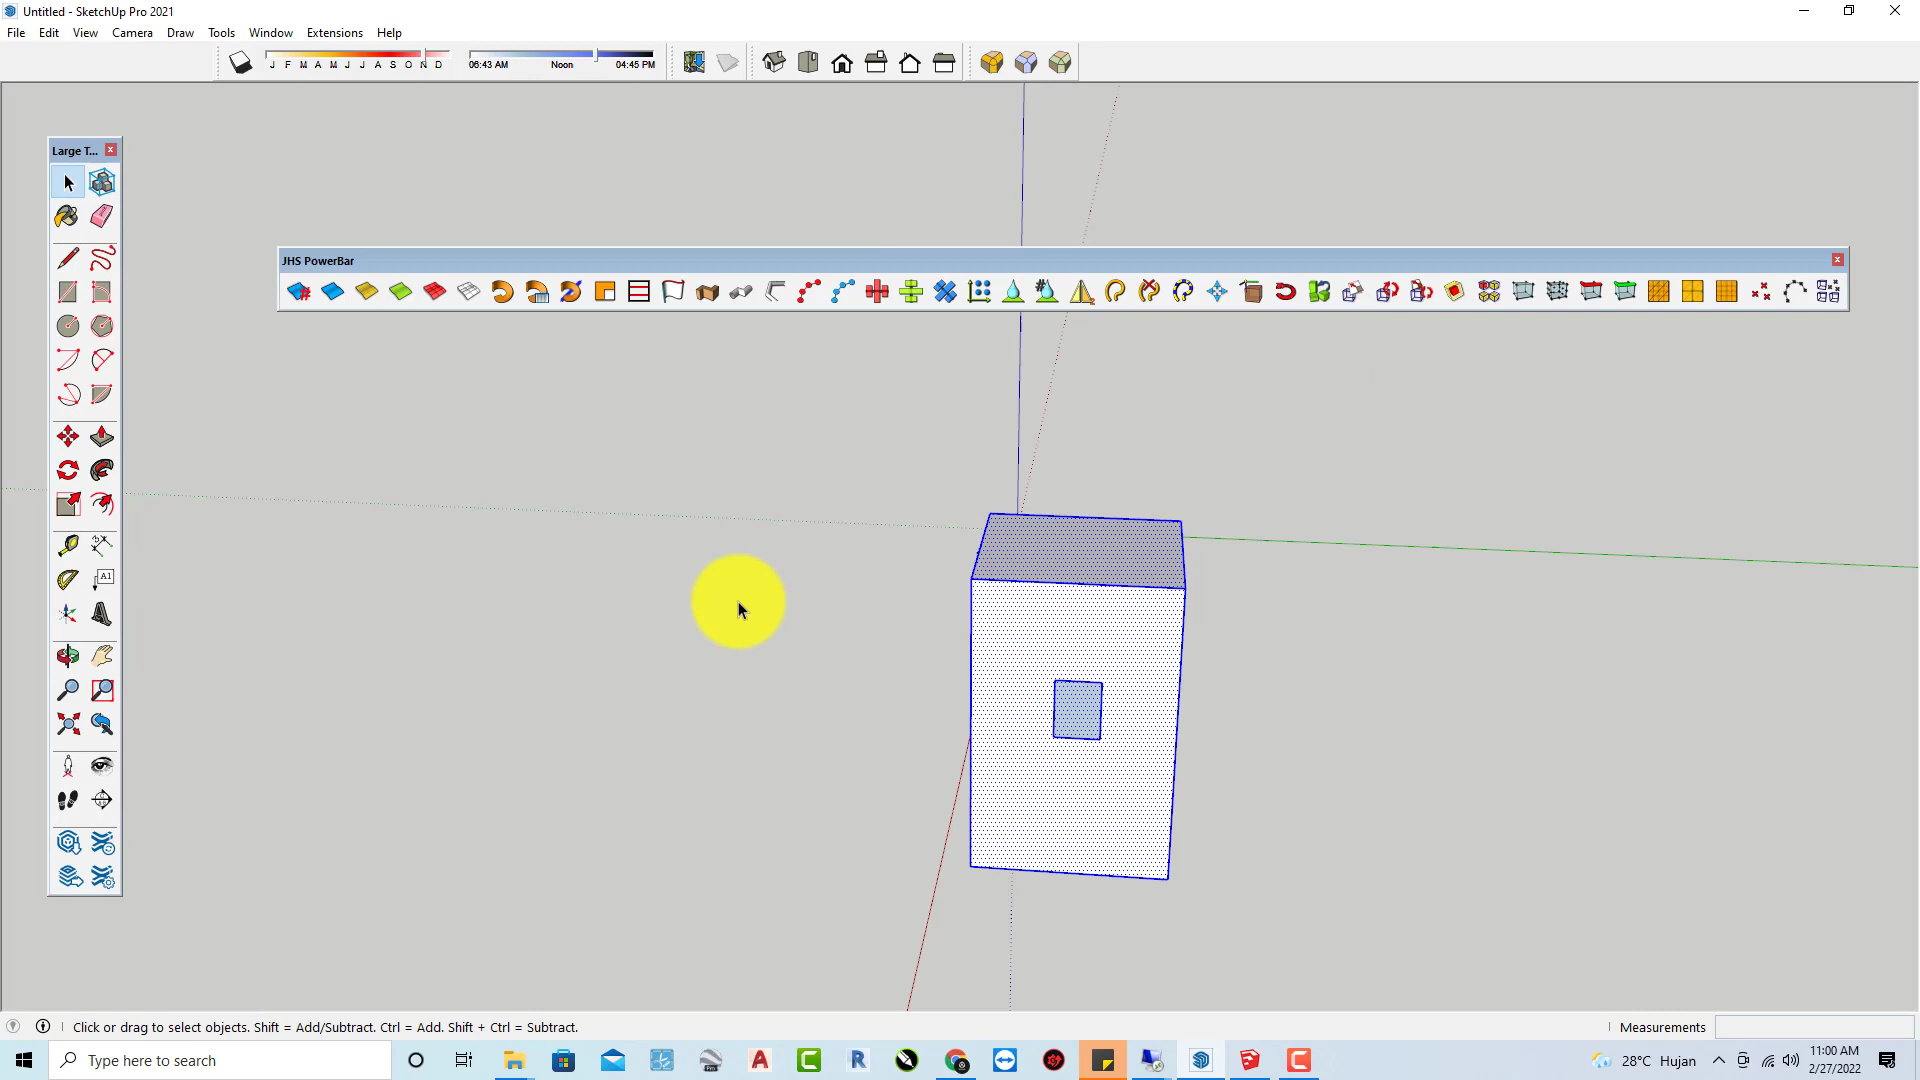 Untitled - SketchUp Pro 2021
File Edit View Camera Draw Tools Window Extensions Help
J F M A M J J A S O N D
06:43 AM Noon 04:45 PM
Large T...
JHS PowerBar
A1
Click or drag to select objects. Shift = Add/Subtract. Ctrl = Add. Shift + Ctrl = Subtract.
Measurements
Type here to search
28°C Hujan
11:00 AM
2/27/2022